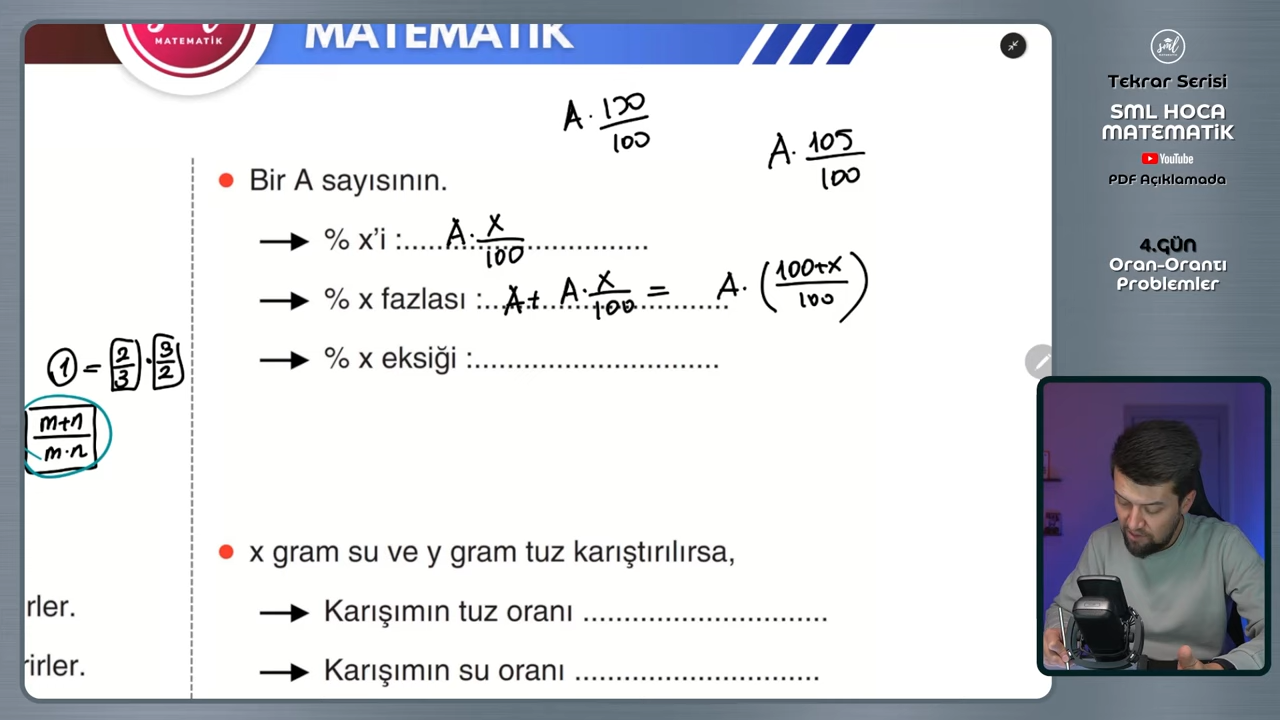 MATEMATİK
MATEMATİK
A · 130/100
A · 105/100
Bir A sayısının.
% x'i :.... A · x/100 ....
% x fazlası :.. A + A · x/100 = A · (100+x/100)
% x eksiği :..............................
1 = 2/3 · 3/2
m+n/m·n
x gram su ve y gram tuz karıştırılırsa,
rler.
Karışımın tuz oranı ..............................
irler.
Karışımın su oranı ..............................
sml
Tekrar Serisi
SML HOCA
MATEMATİK
YouTube
PDF Açıklamada
4.GÜN
Oran-Orantı
Problemler